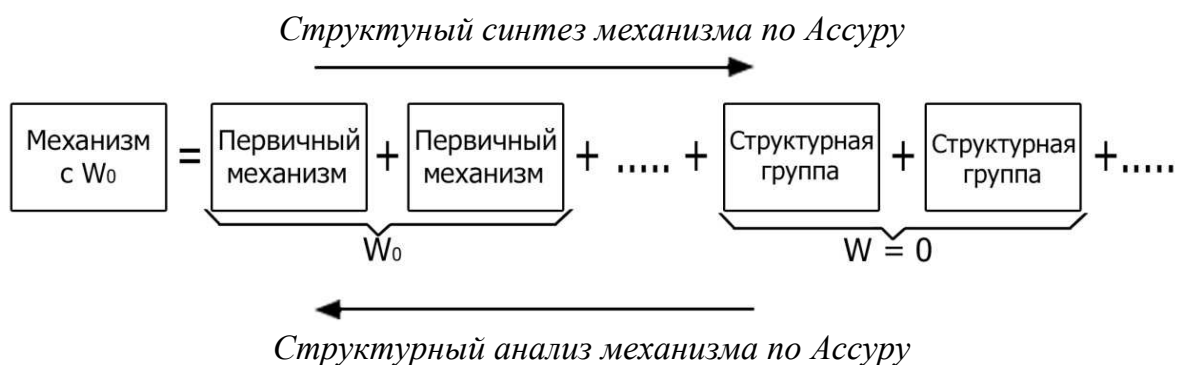 Структуный синтез механизма по Ассуру
Механизм
с W₀
=
Первичный
механизм
+
Первичный
механизм
+ ..... +
Структурная
группа
+
Структурная
группа
+.....
W₀
W = 0
Структурный анализ механизма по Ассуру